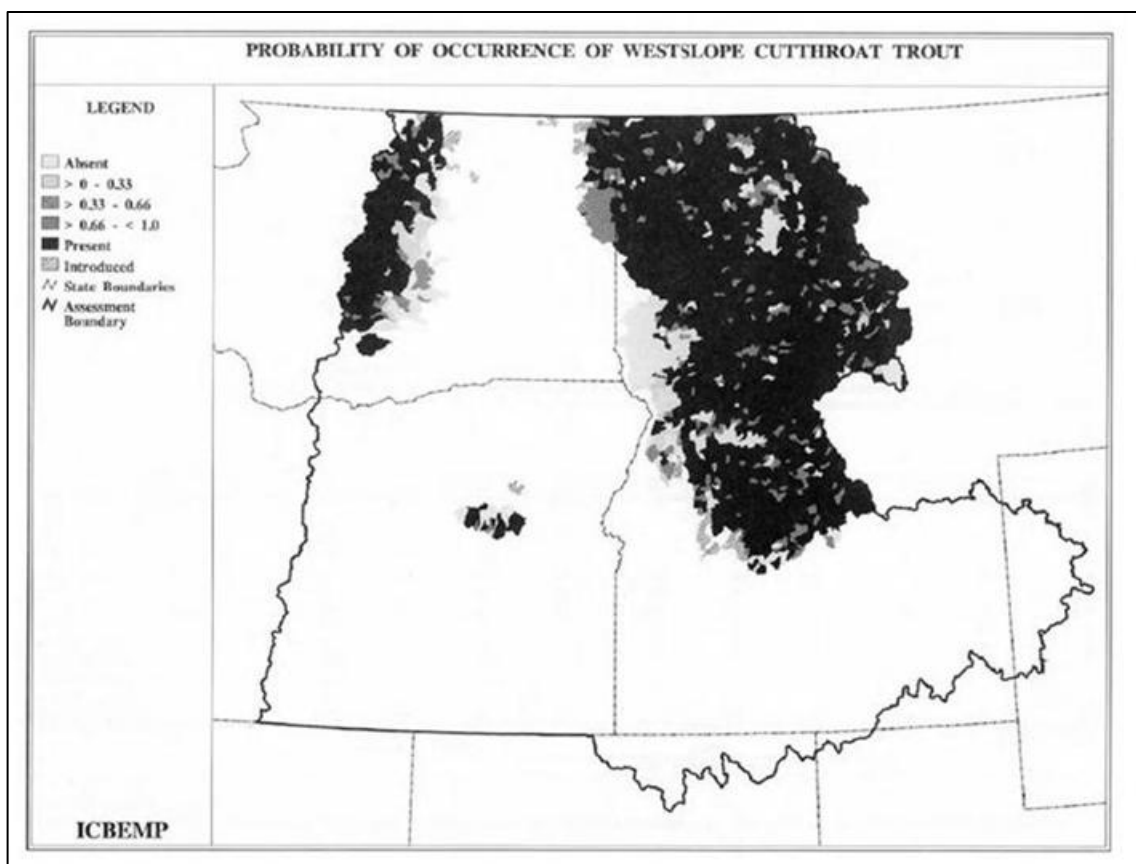 PROBABILITY OF OCCURRENCE OF WESTSLOPE CUTTHROAT TROUT
LEGEND
Absent
> 0 - 0.33
> 0.33 - 0.66
> 0.66 - < 1.0
Present
Introduced
State Boundaries
Assessment
Boundary
ICBEMP